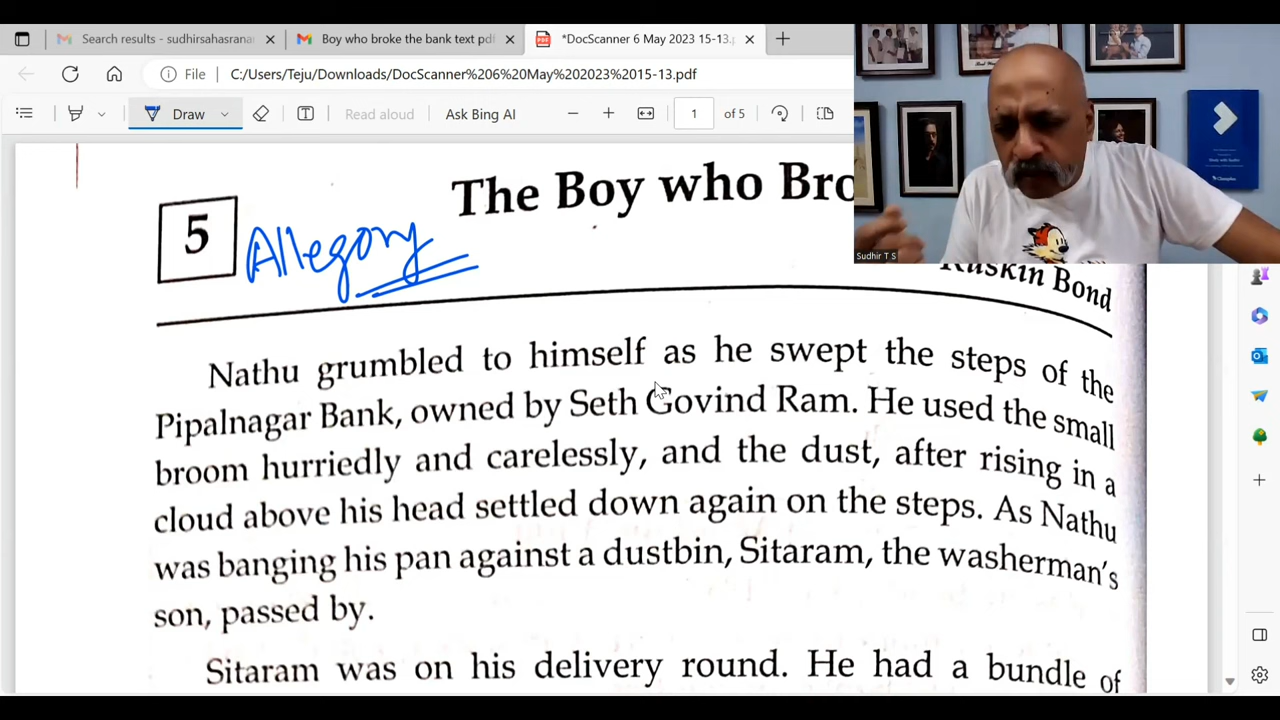 Search results - sudhirsahasrana
Boy who broke the bank text pdf
*DocScanner 6 May 2023 15-13.p
File
C:/Users/Teju/Downloads/DocScanner%206%20May%202023%2015-13.pdf
Draw
Read aloud
Ask Bing AI
1
of 5
Sudhir T S
5
Allegory
The Boy who Bro
Ruskin Bond
Nathu grumbled to himself as he swept the steps of the
Pipalnagar Bank, owned by Seth Govind Ram. He used the small
broom hurriedly and carelessly, and the dust, after rising in a
cloud above his head settled down again on the steps. As Nathu
was banging his pan against a dustbin, Sitaram, the washerman's
son, passed by.
Sitaram was on his delivery round. He had a bundle of